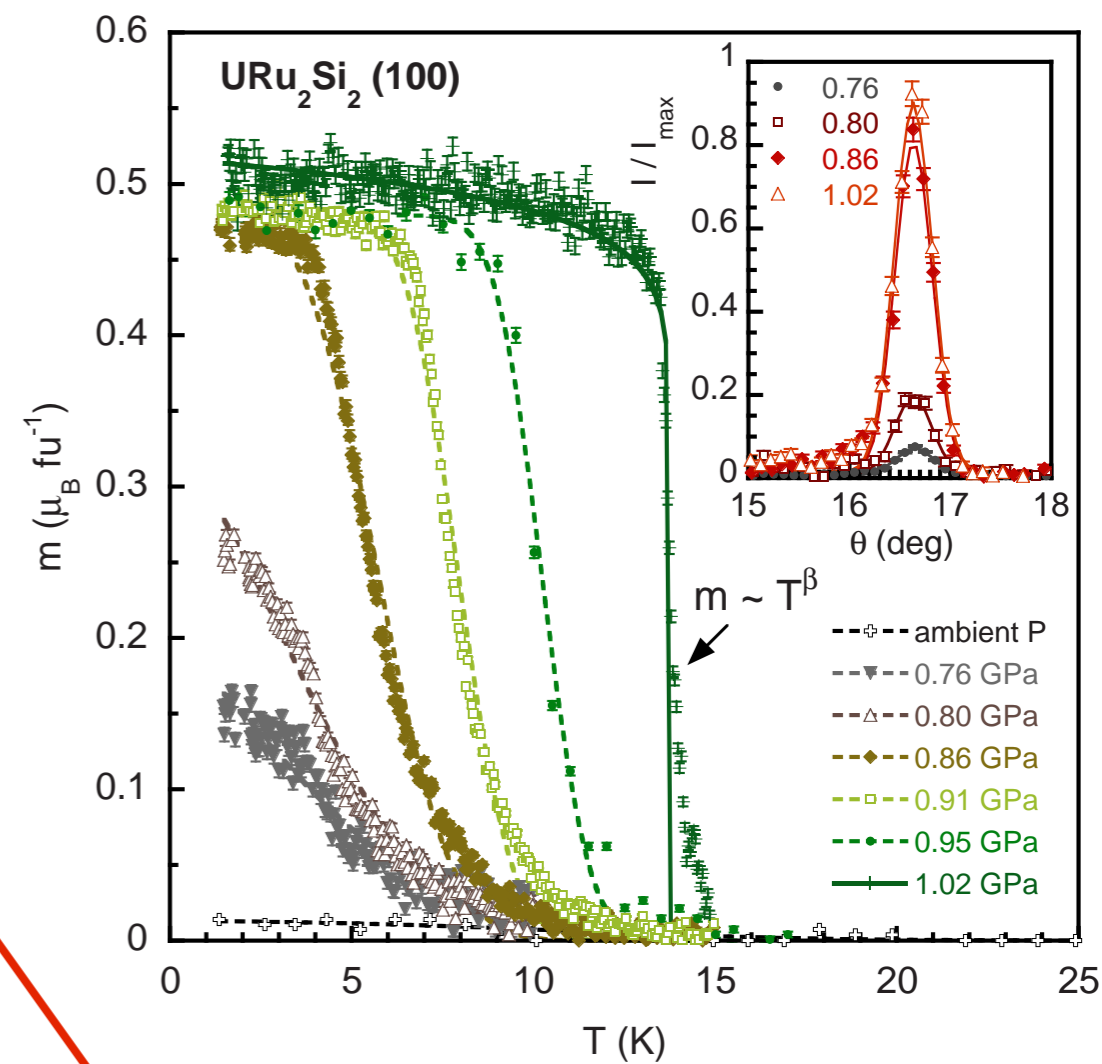 URu₂Si₂ (100)
0.6
0.5
0.4
0.3
0.2
0.1
0
m (μ_B fu⁻¹)
0
5
10
15
20
25
T (K)
1
0.8
0.6
0.4
0.2
0
I / I_max
15
16
17
18
θ (deg)
0.76
0.80
0.86
1.02
m ~ T^β
ambient P
0.76 GPa
0.80 GPa
0.86 GPa
0.91 GPa
0.95 GPa
1.02 GPa